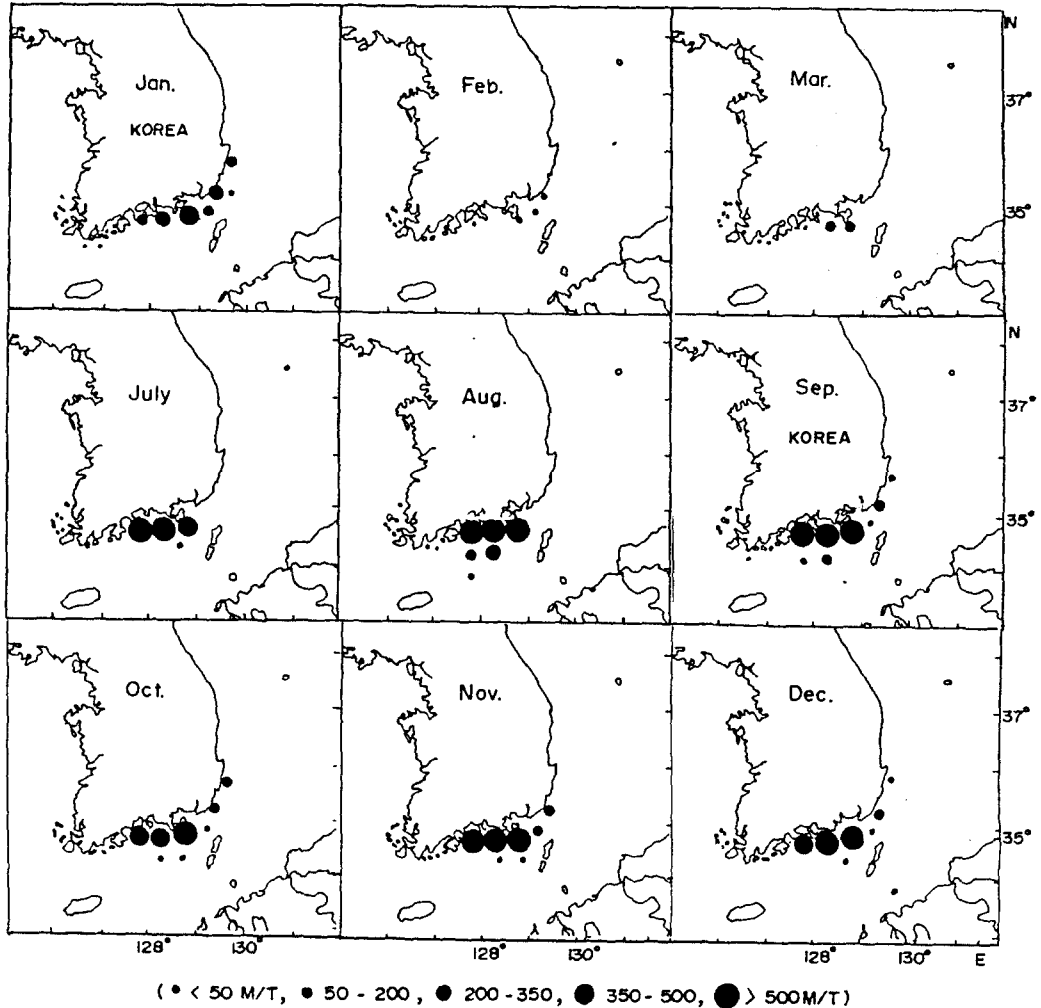 Jan.
KOREA
Feb.
Mar.
N
37°
35°
July
Aug.
Sep.
KOREA
N
37°
35°
Oct.
Nov.
Dec.
37°
35°
128° 130° 128° 130° 128° 130° E
( • < 50 M/T, • 50 - 200, ● 200 - 350, ● 350 - 500, ● > 500 M/T)